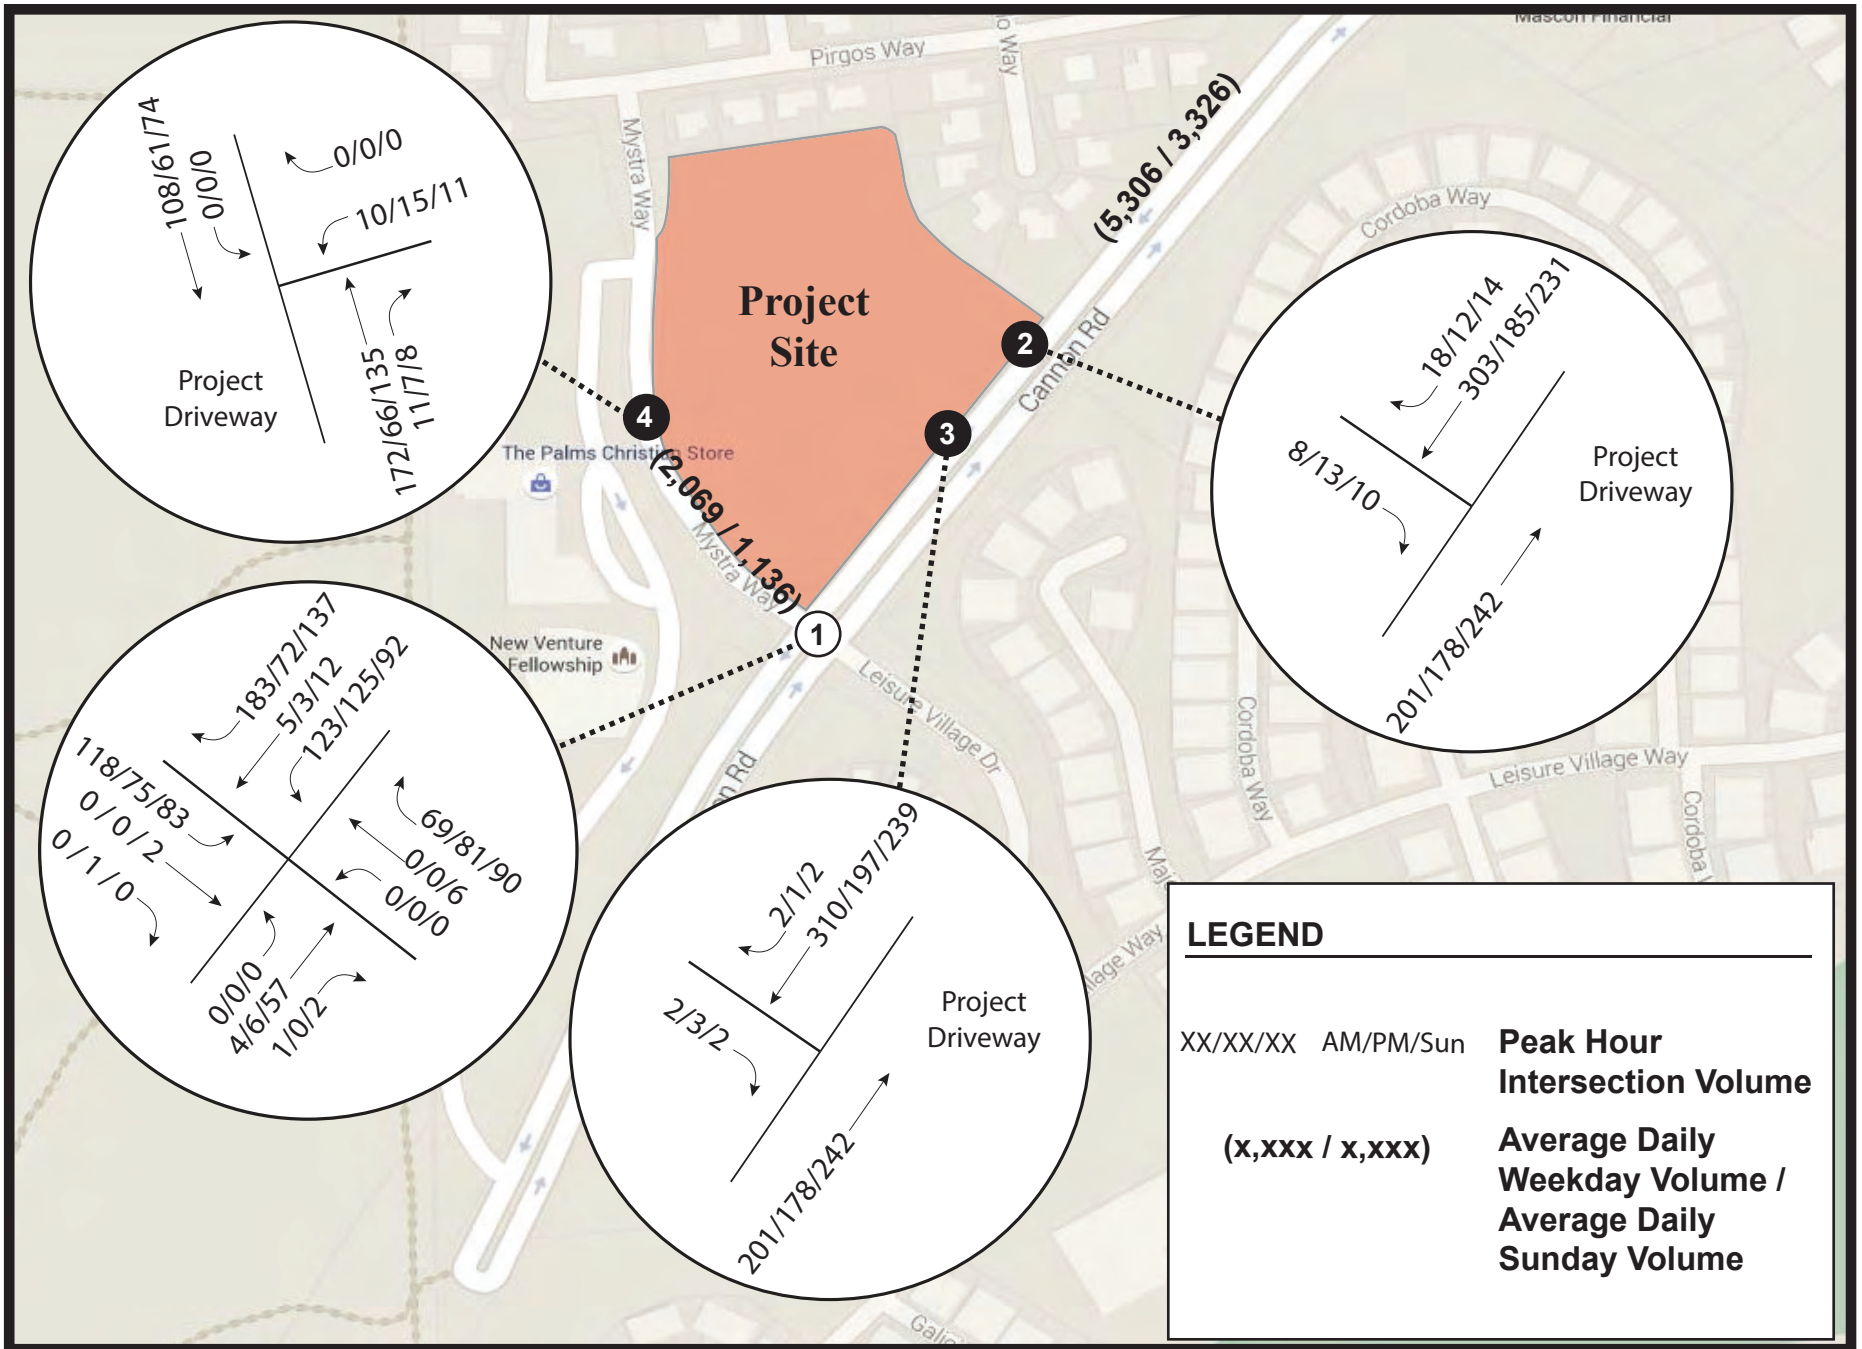 Mascon Financial
Pirgos Way
Mystra Way
(5,306 / 3,326)
Cordoba Way
108/61/74
0/0/0
0/0/0
10/15/11
172/66/135
11/7/8
Project
Driveway
Project
Site
2
3
4
1
Cannon Rd
The Palms Christian Store
(2,069 / 1,136)
Mystra Way
New Venture
Fellowship
Leisure Village Dr
18/12/14
303/185/231
8/13/10
201/178/242
Project
Driveway
Cordoba Way
Leisure Village Way
183/72/137
5/3/12
123/125/92
118/75/83
0 / 0 / 2
0 / 1 / 0
69/81/90
0/0/6
0/0/0
0/0/0
4/6/57
1/0/2
2/1/2
310/197/239
2/3/2
201/178/242
Project
Driveway
LEGEND
XX/XX/XX AM/PM/Sun Peak Hour
Intersection Volume
(x,xxx / x,xxx) Average Daily
Weekday Volume /
Average Daily
Sunday Volume